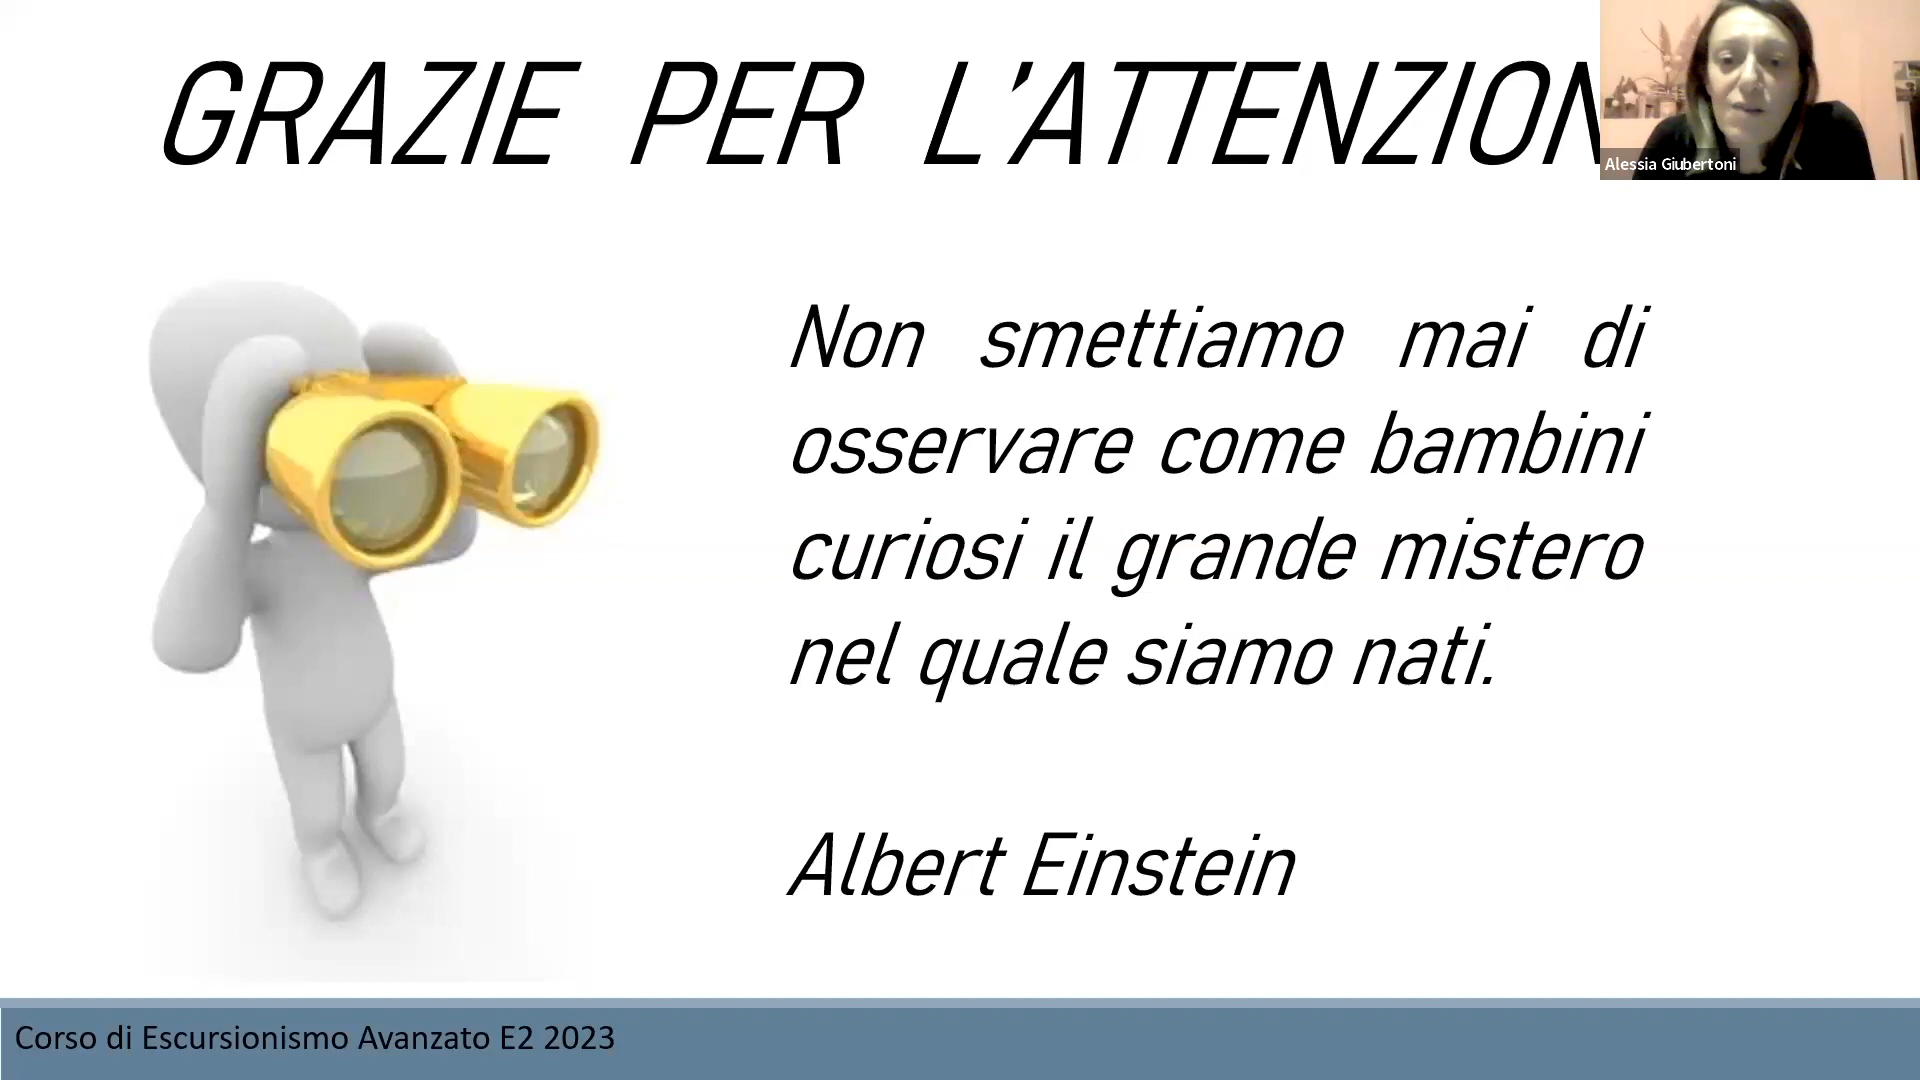 GRAZIE PER L'ATTENZION
Alessia Giubertoni
Non smettiamo mai di
osservare come bambini
curiosi il grande mistero
nel quale siamo nati.
Albert Einstein
Corso di Escursionismo Avanzato E2 2023